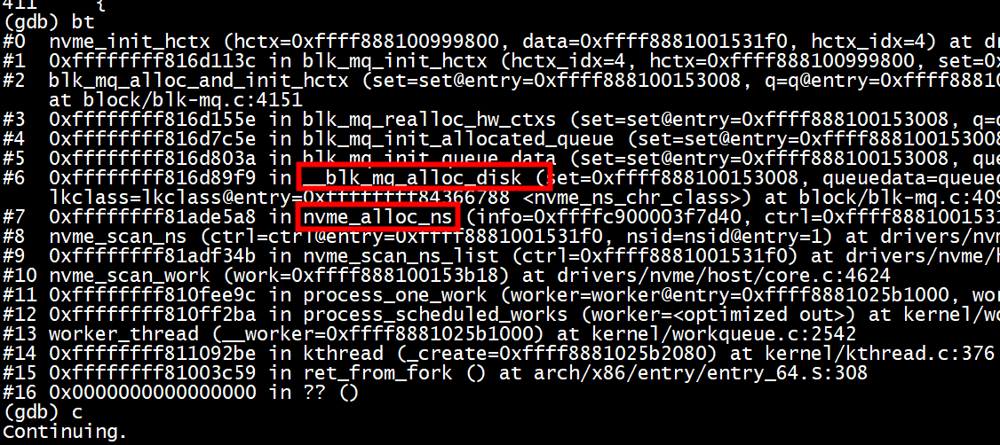 411 {
(gdb) bt
#0 nvme_init_hctx (hctx=0xffff888100999800, data=0xffff8881001531f0, hctx_idx=4) at dr
#1 0xffffffff816d113c in blk_mq_init_hctx (hctx_idx=4, hctx=0xffff888100999800, set=0x
#2 blk_mq_alloc_and_init_hctx (set=set@entry=0xffff888100153008, q=q@entry=0xffff88810
at block/blk-mq.c:4151
#3 0xffffffff816d155e in blk_mq_realloc_hw_ctxs (set=set@entry=0xffff888100153008, q=q
#4 0xffffffff816d7c5e in blk_mq_init_allocated_queue (set=set@entry=0xffff888100153008
#5 0xffffffff816d803a in blk_mq_init_queue_data (set=set@entry=0xffff888100153008, que
#6 0xffffffff816d89f9 in __blk_mq_alloc_disk (set=0xffff888100153008, queuedata=queued
lkclass=lkclass@entry=0xffffffff84366788 <nvme_ns_chr_class>) at block/blk-mq.c:409
#7 0xffffffff81ade5a8 in nvme_alloc_ns (info=0xffffc900003f7d40, ctrl=0xffff8881001531
#8 nvme_scan_ns (ctrl=ctrl@entry=0xffff8881001531f0, nsid=nsid@entry=1) at drivers/nvm
#9 0xffffffff81adf34b in nvme_scan_ns_list (ctrl=0xffff8881001531f0) at drivers/nvme/h
#10 nvme_scan_work (work=0xffff888100153b18) at drivers/nvme/host/core.c:4624
#11 0xffffffff810fee9c in process_one_work (worker=worker@entry=0xffff8881025b1000, wor
#12 0xffffffff810ff2ba in process_scheduled_works (worker=<optimized out>) at kernel/wo
#13 worker_thread (__worker=0xffff8881025b1000) at kernel/workqueue.c:2542
#14 0xffffffff811092be in kthread (_create=0xffff8881025b2080) at kernel/kthread.c:376
#15 0xffffffff81003c59 in ret_from_fork () at arch/x86/entry/entry_64.S:308
#16 0x0000000000000000 in ?? ()
(gdb) c
Continuing.